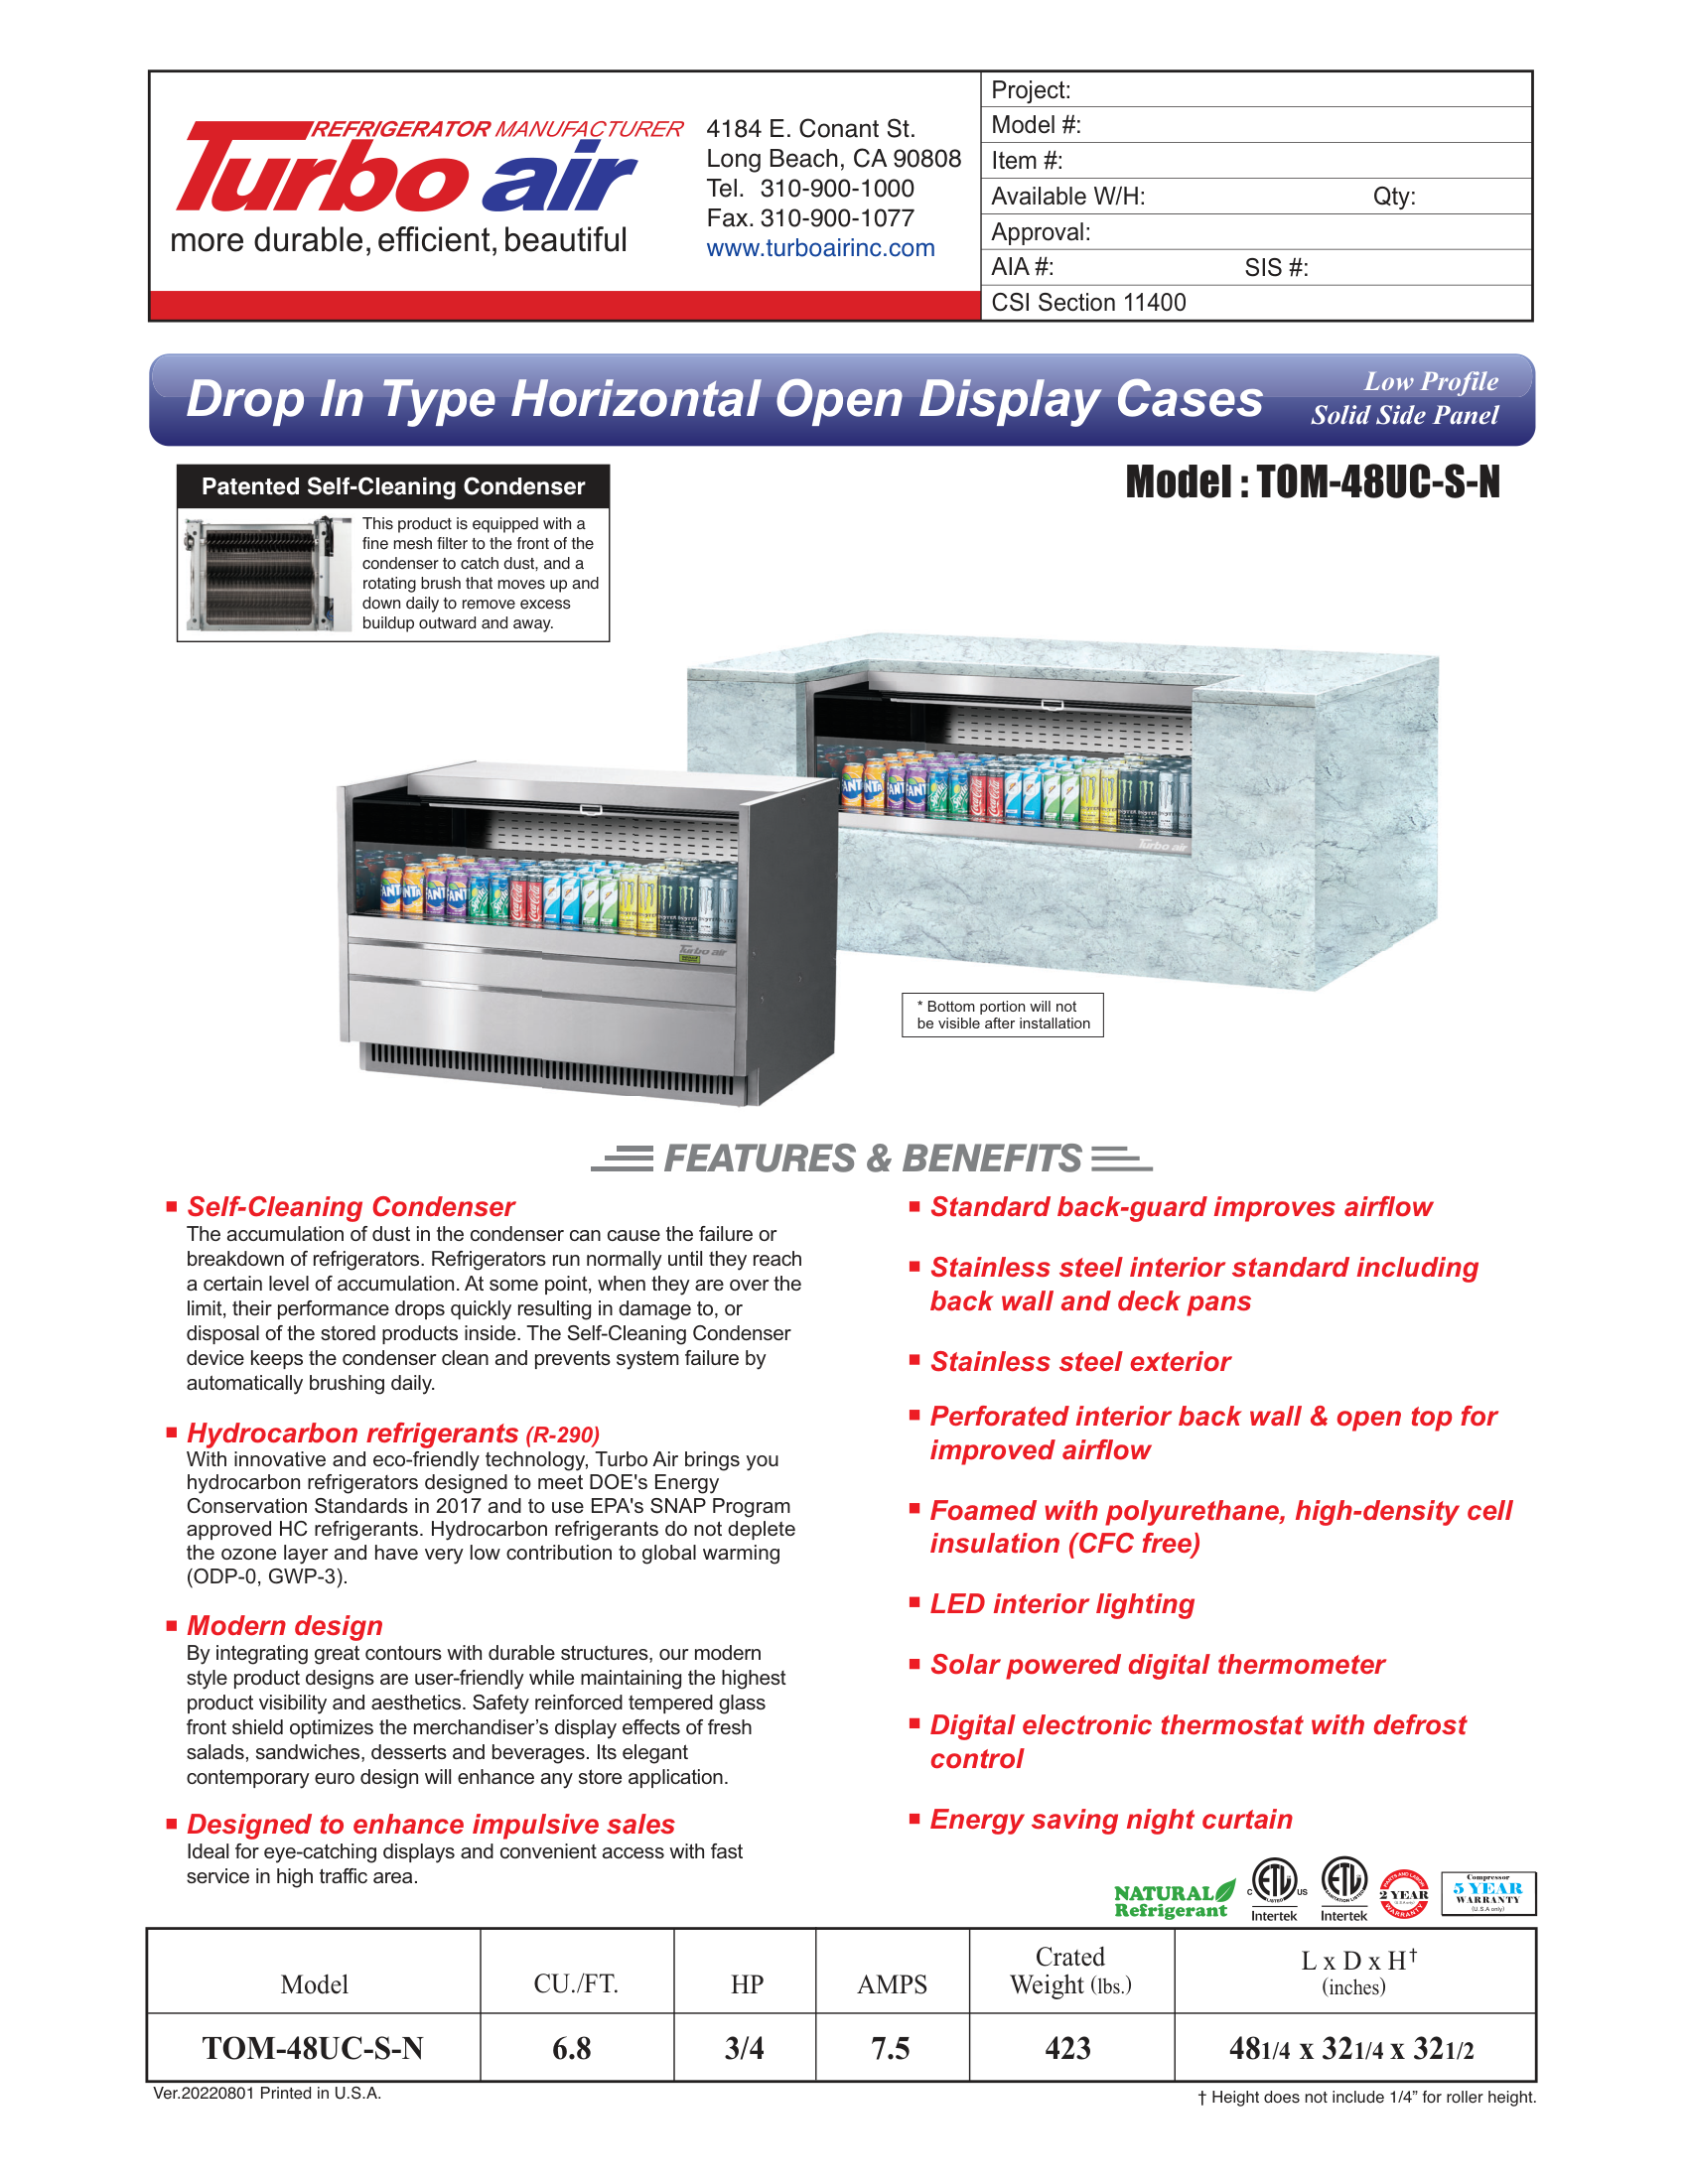 REFRIGERATOR MANUFACTURER
Turbo air
more durable, efficient, beautiful
4184 E. Conant St.
Long Beach, CA 90808
Tel. 310-900-1000
Fax. 310-900-1077
www.turboairinc.com
Project:
Model #:
Item #:
Available W/H: Qty:
Approval:
AIA #: SIS #:
CSI Section 11400
Drop In Type Horizontal Open Display Cases
Low Profile
Solid Side Panel
Model : TOM-48UC-S-N
Patented Self-Cleaning Condenser
This product is equipped with a
fine mesh filter to the front of the
condenser to catch dust, and a
rotating brush that moves up and
down daily to remove excess
buildup outward and away.
Turbo air
Turbo air
* Bottom portion will not
be visible after installation
FEATURES & BENEFITS
Self-Cleaning Condenser
The accumulation of dust in the condenser can cause the failure or
breakdown of refrigerators. Refrigerators run normally until they reach
a certain level of accumulation. At some point, when they are over the
limit, their performance drops quickly resulting in damage to, or
disposal of the stored products inside. The Self-Cleaning Condenser
device keeps the condenser clean and prevents system failure by
automatically brushing daily.
Hydrocarbon refrigerants (R-290)
With innovative and eco-friendly technology, Turbo Air brings you
hydrocarbon refrigerators designed to meet DOE's Energy
Conservation Standards in 2017 and to use EPA's SNAP Program
approved HC refrigerants. Hydrocarbon refrigerants do not deplete
the ozone layer and have very low contribution to global warming
(ODP-0, GWP-3).
Modern design
By integrating great contours with durable structures, our modern
style product designs are user-friendly while maintaining the highest
product visibility and aesthetics. Safety reinforced tempered glass
front shield optimizes the merchandiser’s display effects of fresh
salads, sandwiches, desserts and beverages. Its elegant
contemporary euro design will enhance any store application.
Designed to enhance impulsive sales
Ideal for eye-catching displays and convenient access with fast
service in high traffic area.
Standard back-guard improves airflow
Stainless steel interior standard including
back wall and deck pans
Stainless steel exterior
Perforated interior back wall & open top for
improved airflow
Foamed with polyurethane, high-density cell
insulation (CFC free)
LED interior lighting
Solar powered digital thermometer
Digital electronic thermostat with defrost
control
Energy saving night curtain
NATURAL
Refrigerant
C ETL US
LISTED
Intertek
ETL
SANITATION LISTED
Intertek
PARTS AND LABOR
2 YEAR
WARRANTY
Compressor
5 YEAR
WARRANTY
(U.S.A only)
Model CU./FT. HP AMPS Crated Weight (lbs.) L x D x H† (inches)
TOM-48UC-S-N 6.8 3/4 7.5 423 481/4 x 321/4 x 321/2
Ver.20220801 Printed in U.S.A.
† Height does not include 1/4” for roller height.